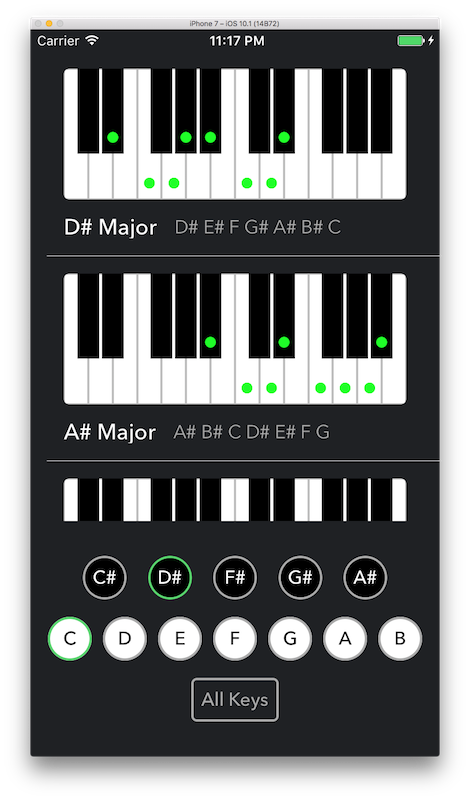 iPhone 7 – iOS 10.1 (14B72)
Carrier 11:17 PM
D# Major D# E# F G# A# B# C
A# Major A# B# C D# E# F G
C# D# F# G# A#
C D E F G A B
All Keys